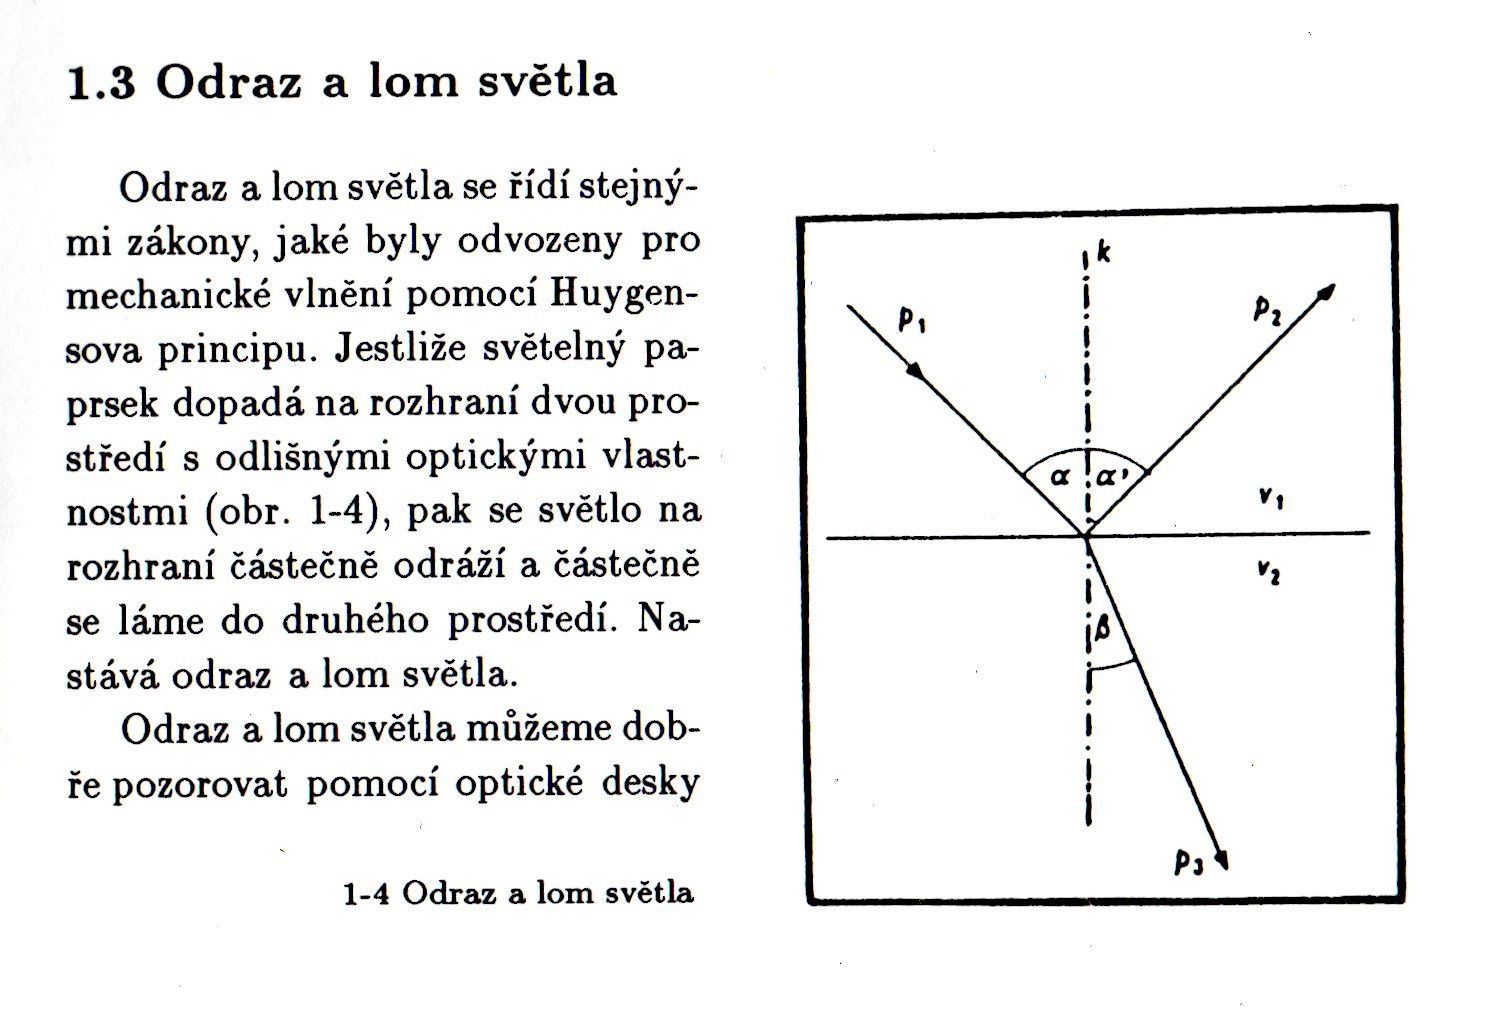 1.3 Odraz a lom světla
Odraz a lom světla se řídí stejný-
mi zákony, jaké byly odvozeny pro
mechanické vlnění pomocí Huygen-
sova principu. Jestliže světelný pa-
prsek dopadá na rozhraní dvou pro-
středí s odlišnými optickými vlast-
nostmi (obr. 1-4), pak se světlo na
rozhraní částečně odráží a částečně
se láme do druhého prostředí. Na-
stává odraz a lom světla.
Odraz a lom světla můžeme dob-
ře pozorovat pomocí optické desky
1-4 Odraz a lom světla
k
p₁
p₂
α α'
v₁
v₂
β
p₃